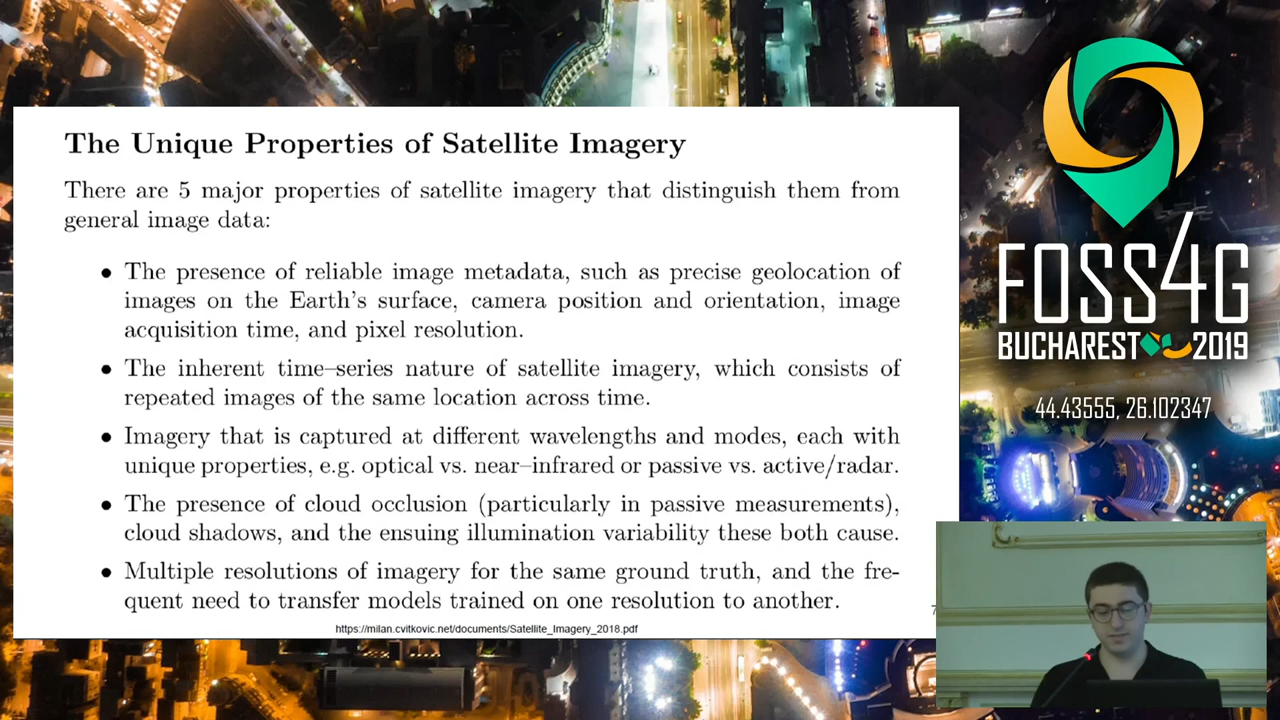 The Unique Properties of Satellite Imagery
There are 5 major properties of satellite imagery that distinguish them from
general image data:
• The presence of reliable image metadata, such as precise geolocation of
images on the Earth's surface, camera position and orientation, image
acquisition time, and pixel resolution.
• The inherent time–series nature of satellite imagery, which consists of
repeated images of the same location across time.
• Imagery that is captured at different wavelengths and modes, each with
unique properties, e.g. optical vs. near–infrared or passive vs. active/radar.
• The presence of cloud occlusion (particularly in passive measurements),
cloud shadows, and the ensuing illumination variability these both cause.
• Multiple resolutions of imagery for the same ground truth, and the fre-
quent need to transfer models trained on one resolution to another.
https://milan.cvitkovic.net/documents/Satellite_Imagery_2018.pdf
7
FOSS4G
BUCHAREST 2019
44.43555, 26.102347